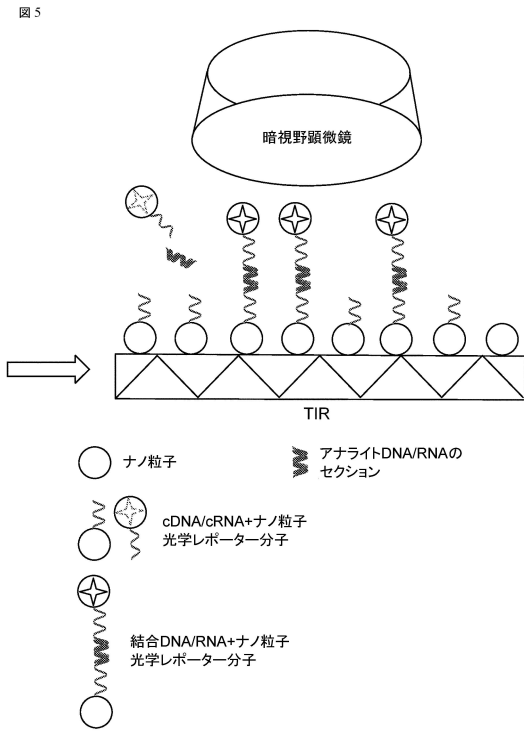 図 5
暗視野顕微鏡
TIR
ナノ粒子
アナライトDNA/RNAの
セクション
cDNA/cRNA+ナノ粒子
光学レポーター分子
結合DNA/RNA+ナノ粒子
光学レポーター分子